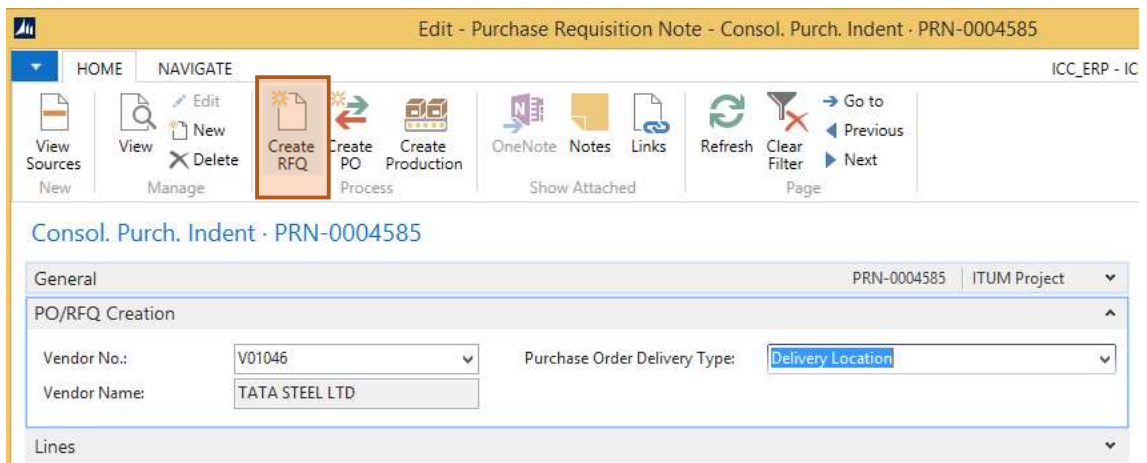 Edit - Purchase Requisition Note - Consol. Purch. Indent · PRN-0004585
HOME NAVIGATE ICC_ERP - IC
View Sources
View
Edit
New
Delete
Create RFQ
Create PO
Create Production
OneNote
Notes
Links
Refresh
Clear Filter
Go to
Previous
Next
New Manage Process Show Attached Page
Consol. Purch. Indent · PRN-0004585
General PRN-0004585 ITUM Project
PO/RFQ Creation
Vendor No.: V01046 Purchase Order Delivery Type: Delivery Location
Vendor Name: TATA STEEL LTD
Lines